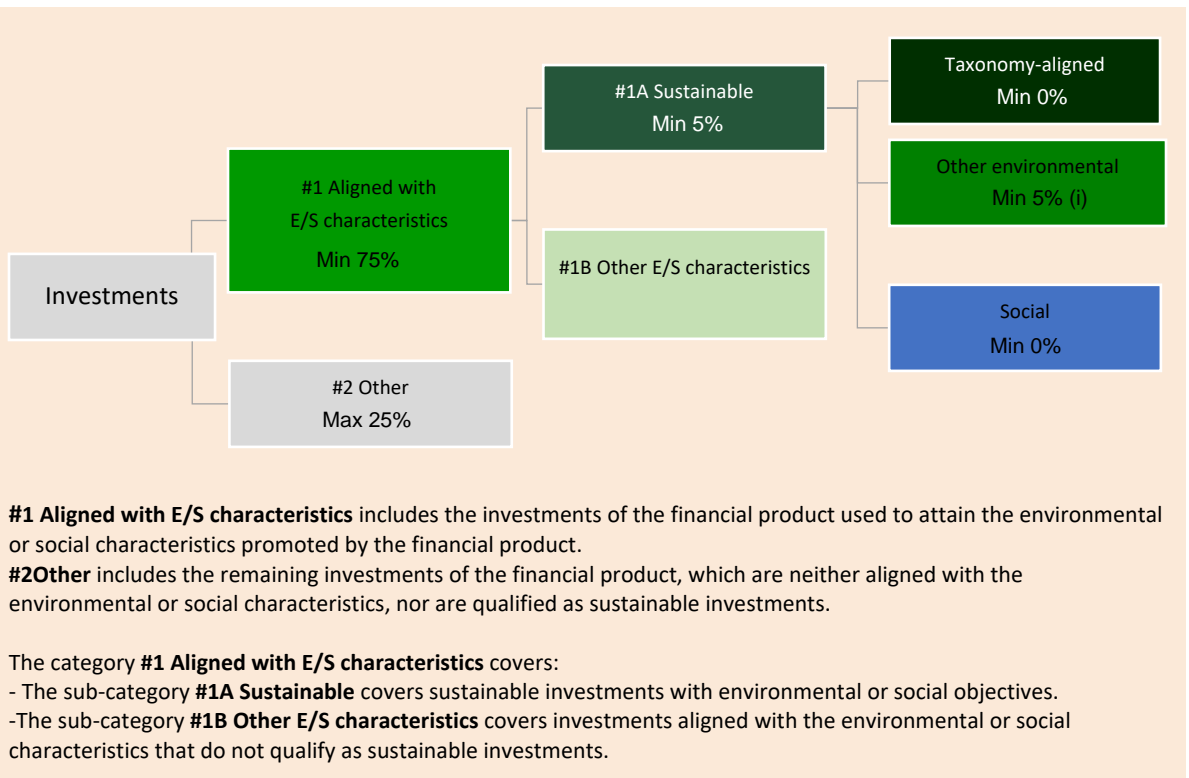 Investments
#1 Aligned with
E/S characteristics
Min 75%
#2 Other
Max 25%
#1A Sustainable
Min 5%
#1B Other E/S characteristics
Taxonomy-aligned
Min 0%
Other environmental
Min 5% (i)
Social
Min 0%
#1 Aligned with E/S characteristics includes the investments of the financial product used to attain the environmental
or social characteristics promoted by the financial product.
#2Other includes the remaining investments of the financial product, which are neither aligned with the
environmental or social characteristics, nor are qualified as sustainable investments.
The category #1 Aligned with E/S characteristics covers:
- The sub-category #1A Sustainable covers sustainable investments with environmental or social objectives.
-The sub-category #1B Other E/S characteristics covers investments aligned with the environmental or social
characteristics that do not qualify as sustainable investments.